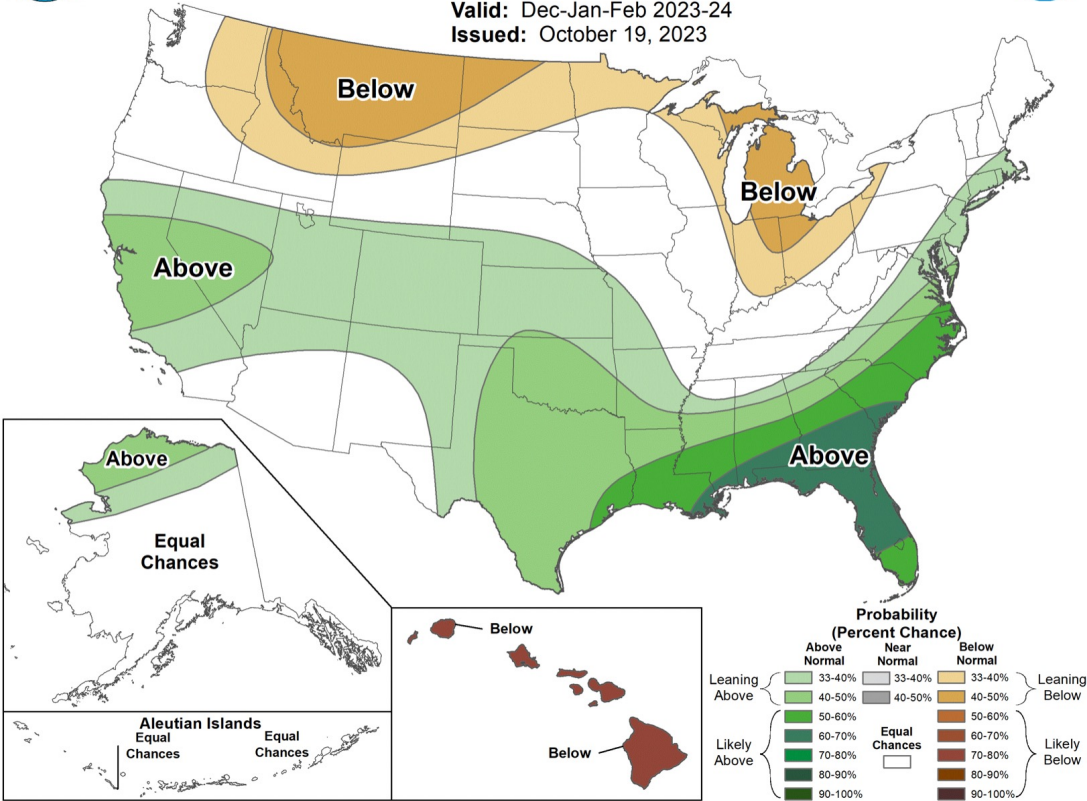 Valid: Dec-Jan-Feb 2023-24
Issued: October 19, 2023
Below
Below
Above
Above
Above
Equal
Chances
Below
Below
Aleutian Islands
Equal
Chances
Equal
Chances
Probability
(Percent Chance)
Above
Normal
Near
Normal
Below
Normal
Leaning
Above
33-40%
40-50%
33-40%
40-50%
33-40%
40-50%
Leaning
Below
Likely
Above
50-60%
60-70%
70-80%
80-90%
90-100%
Equal
Chances
50-60%
60-70%
70-80%
80-90%
90-100%
Likely
Below